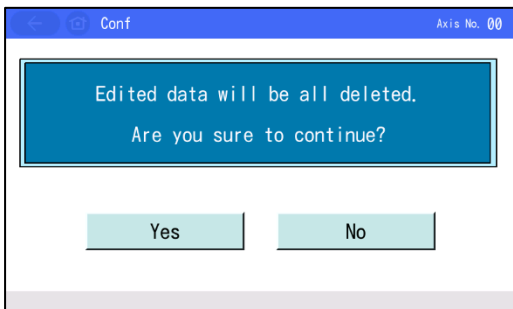 Conf
Axis No. 00
Edited data will be all deleted.
Are you sure to continue?
Yes
No